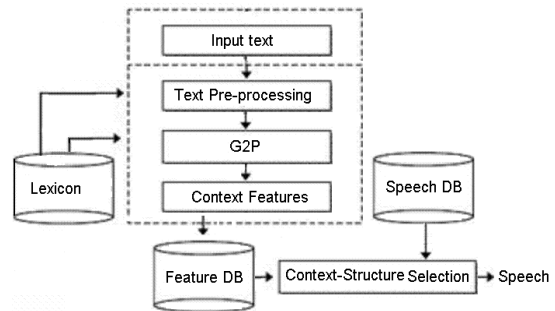 Input text
Text Pre-processing
G2P
Lexicon
Speech DB
Context Features
Feature DB
Context-Structure Selection
Speech